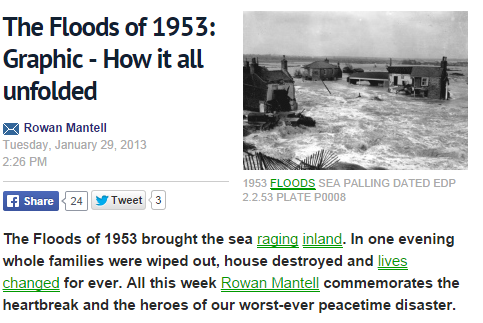 The Floods of 1953:
Graphic - How it all
unfolded
Rowan Mantell
Tuesday, January 29, 2013
2:26 PM
Share 24 Tweet 3
1953 FLOODS SEA PALLING DATED EDP
2.2.53 PLATE P0008
The Floods of 1953 brought the sea raging inland. In one evening
whole families were wiped out, house destroyed and lives
changed for ever. All this week Rowan Mantell commemorates the
heartbreak and the heroes of our worst-ever peacetime disaster.